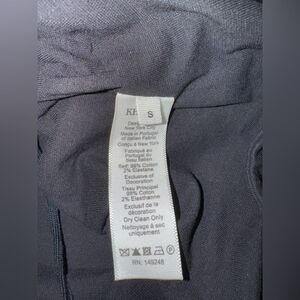 S
New York City
Made in Portugal
of Italian Fabric
Conçu à New York
Fabriqué au
Portugal de
tissu Italien
Self: 98% Cotton
2% Elastane
Exclusive of
Decoration
Tissu Principal
98% Coton
2% Elasthanne
Exclusif de la
décoration
Dry Clean Only
Nettoyage à sec
uniquement
RN: 149248